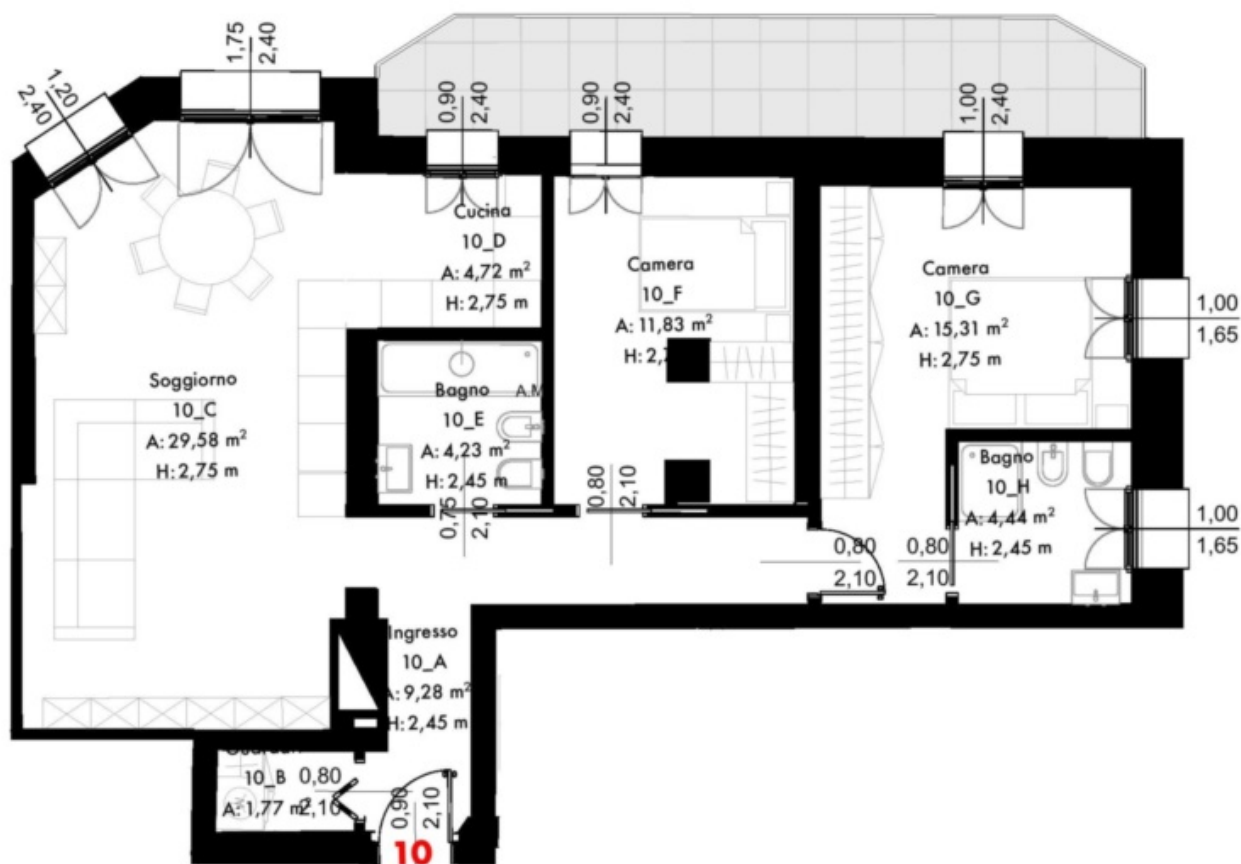 1,75
2,40
1,20
2,40
0,90
2,40
0,90
2,40
1,00
2,40
Cucina
10_D
A: 4,72 m²
H: 2,75 m
Camera
10_F
A: 11,83 m²
H: 2,
Camera
10_G
A: 15,31 m²
H: 2,75 m
1,00
1,65
Soggiorno
10_C
A: 29,58 m²
H: 2,75 m
Bagno
A.M
10_E
A: 4,23 m²
H: 2,45 m
0,75
2,10
0,80
2,10
Bagno
10_H
A: 4,44 m²
H: 2,45 m
1,00
1,65
0,80
2,10
0,80
2,10
Ingresso
10_A
A: 9,28 m²
H: 2,45 m
10_B
A: 1,77 m²
0,80
2,10
0,90
2,10
10